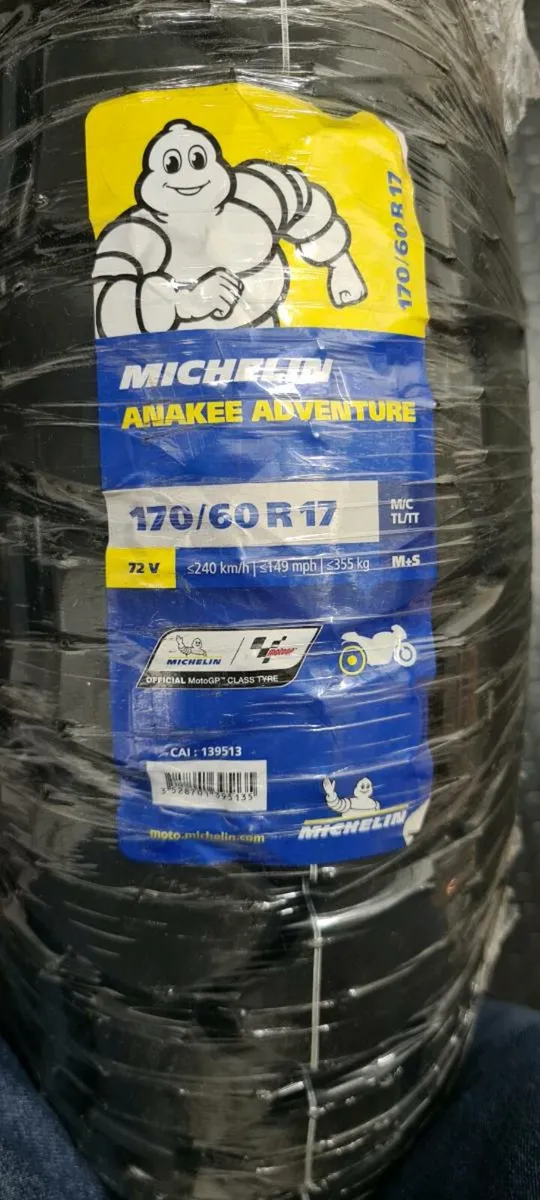 170/60 R 17
MICHELIN
ANAKEE ADVENTURE
170/60 R 17
M/C
TL/TT
72 V
≤240 km/h | ≤149 mph | ≤355 kg
M+S
MICHELIN
MotoGP
OFFICIAL MotoGP™ CLASS TYRE
CAI : 139513
moto.michelin.com
MICHELIN